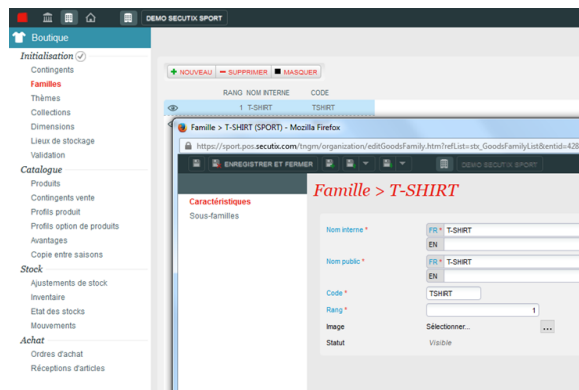 DEMO SECUTIX SPORT
Boutique
Initialisation
Contingents
Familles
Thèmes
Collections
Dimensions
Lieux de stockage
Validation
Catalogue
Produits
Contingents vente
Profils produit
Profils option de produits
Avantages
Copie entre saisons
Stock
Ajustements de stock
Inventaire
Etat des stocks
Mouvements
Achat
Ordres d'achat
Réceptions d'articles
NOUVEAU SUPPRIMER MASQUER
RANG NOM INTERNE CODE
1 T-SHIRT TSHIRT
Famille > T-SHIRT (SPORT) - Mozilla Firefox
https://sport.pos.secutix.com/tngm/organization/editGoodsFamily.htm?refList=stx_GoodsFamilyList&entid=428
ENREGISTRER ET FERMER DEMO SECUTIX SPORT
Famille > T-SHIRT
Caractéristiques
Sous-familles
Nom interne * FR * T-SHIRT
EN
Nom public * FR * T-SHIRT
EN
Code * TSHIRT
Rang * 1
Image Sélectionner... ...
Statut Visible